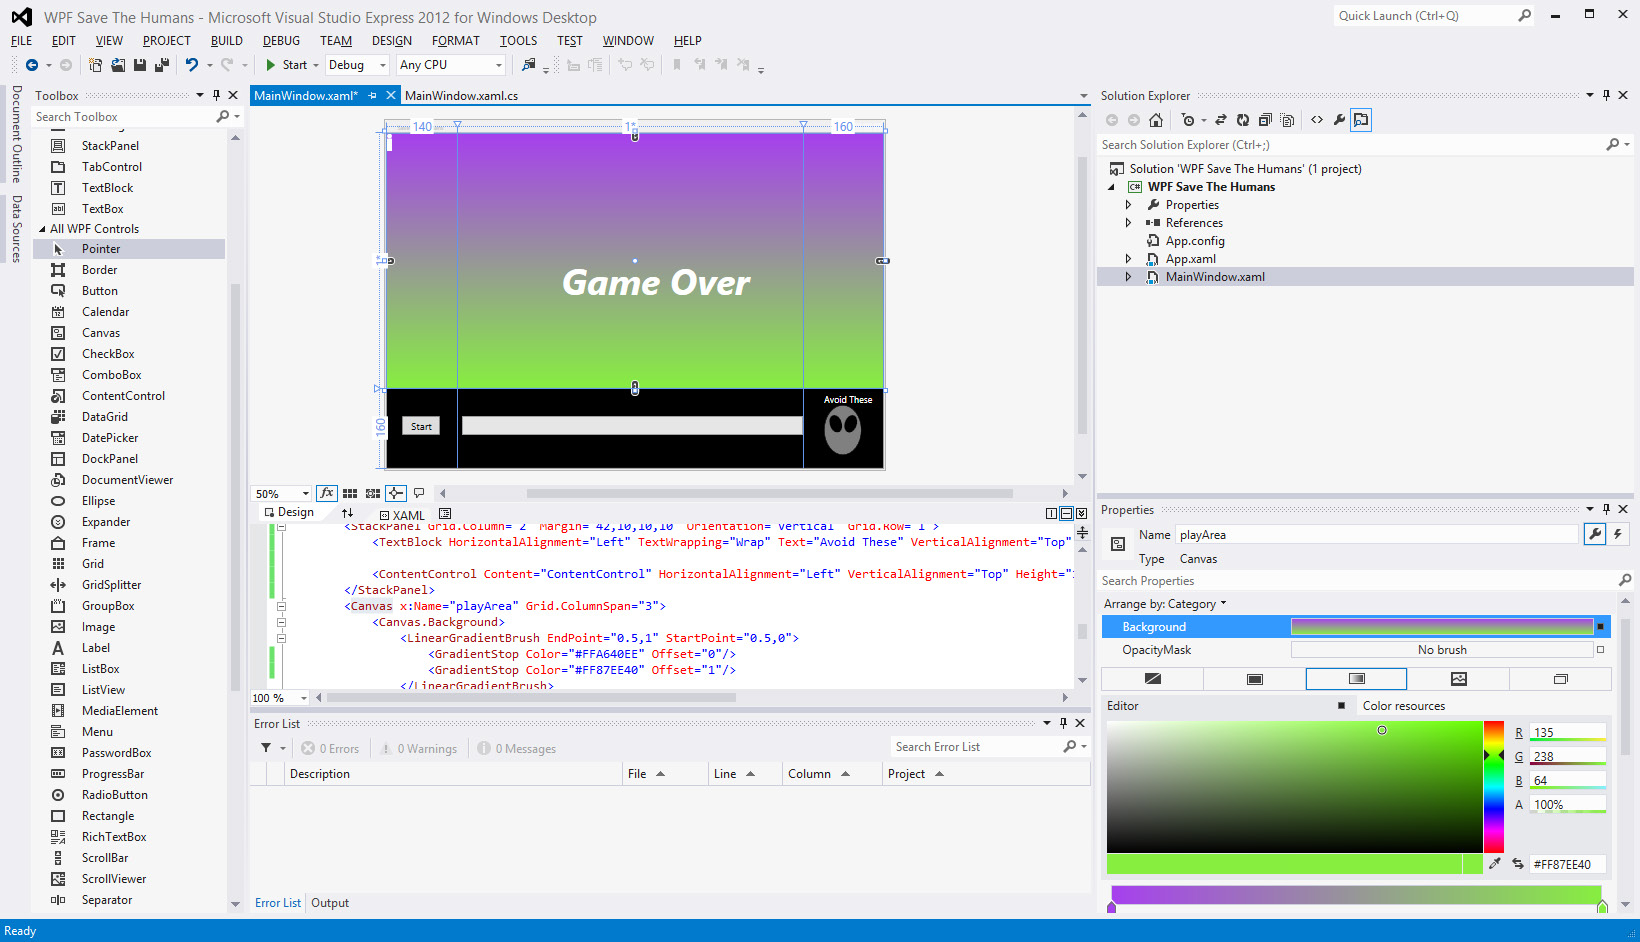 WPF Save The Humans - Microsoft Visual Studio Express 2012 for Windows Desktop
Quick Launch (Ctrl+Q)
FILE EDIT VIEW PROJECT BUILD DEBUG TEAM DESIGN FORMAT TOOLS TEST WINDOW HELP
Start Debug Any CPU
Document Outline
Data Sources
Toolbox
Search Toolbox
StackPanel
TabControl
TextBlock
TextBox
All WPF Controls
Pointer
Border
Button
Calendar
Canvas
CheckBox
ComboBox
ContentControl
DataGrid
DatePicker
DockPanel
DocumentViewer
Ellipse
Expander
Frame
Grid
GridSplitter
GroupBox
Image
Label
ListBox
ListView
MediaElement
Menu
PasswordBox
ProgressBar
RadioButton
Rectangle
RichTextBox
ScrollBar
ScrollViewer
Separator
MainWindow.xaml* MainWindow.xaml.cs
140 1* 160
Game Over
160
Start
Avoid These
50% fx
Design XAML
<StackPanel Grid.Column="2" Margin="42,10,10,10" Orientation="Vertical" Grid.Row="1">
<TextBlock HorizontalAlignment="Left" TextWrapping="Wrap" Text="Avoid These" VerticalAlignment="Top"
<ContentControl Content="ContentControl" HorizontalAlignment="Left" VerticalAlignment="Top" Height="
</StackPanel>
<Canvas x:Name="playArea" Grid.ColumnSpan="3">
<Canvas.Background>
<LinearGradientBrush EndPoint="0.5,1" StartPoint="0.5,0">
<GradientStop Color="#FFA640EE" Offset="0"/>
<GradientStop Color="#FF87EE40" Offset="1"/>
</LinearGradientBrush>
100 %
Error List
0 Errors 0 Warnings 0 Messages
Search Error List
Description File Line Column Project
Error List Output
Solution Explorer
Search Solution Explorer (Ctrl+;)
Solution 'WPF Save The Humans' (1 project)
C# WPF Save The Humans
Properties
References
App.config
App.xaml
MainWindow.xaml
Properties
Name playArea
Type Canvas
Search Properties
Arrange by: Category
Background
OpacityMask No brush
Editor Color resources
R 135
G 238
B 64
A 100%
#FF87EE40
Ready